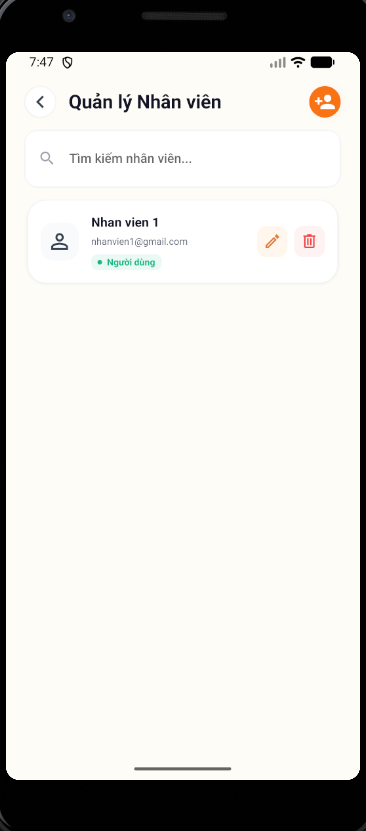 7:47
Quản lý Nhân viên
Tìm kiếm nhân viên...
Nhan vien 1
nhanvien1@gmail.com
Người dùng